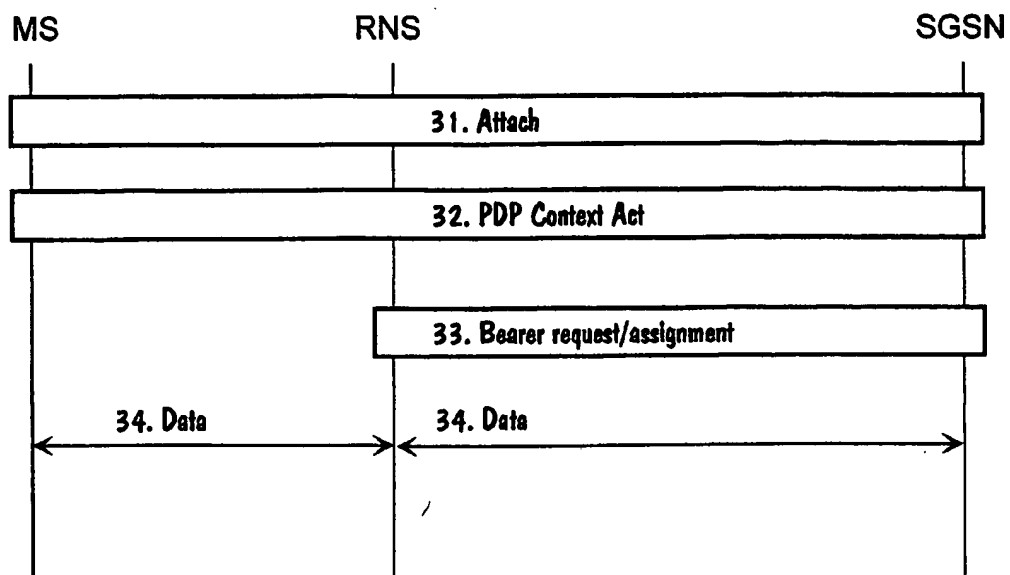 MS RNS SGSN
31. Attach
32. PDP Context Act
33. Bearer request/assignment
34. Data 34. Data